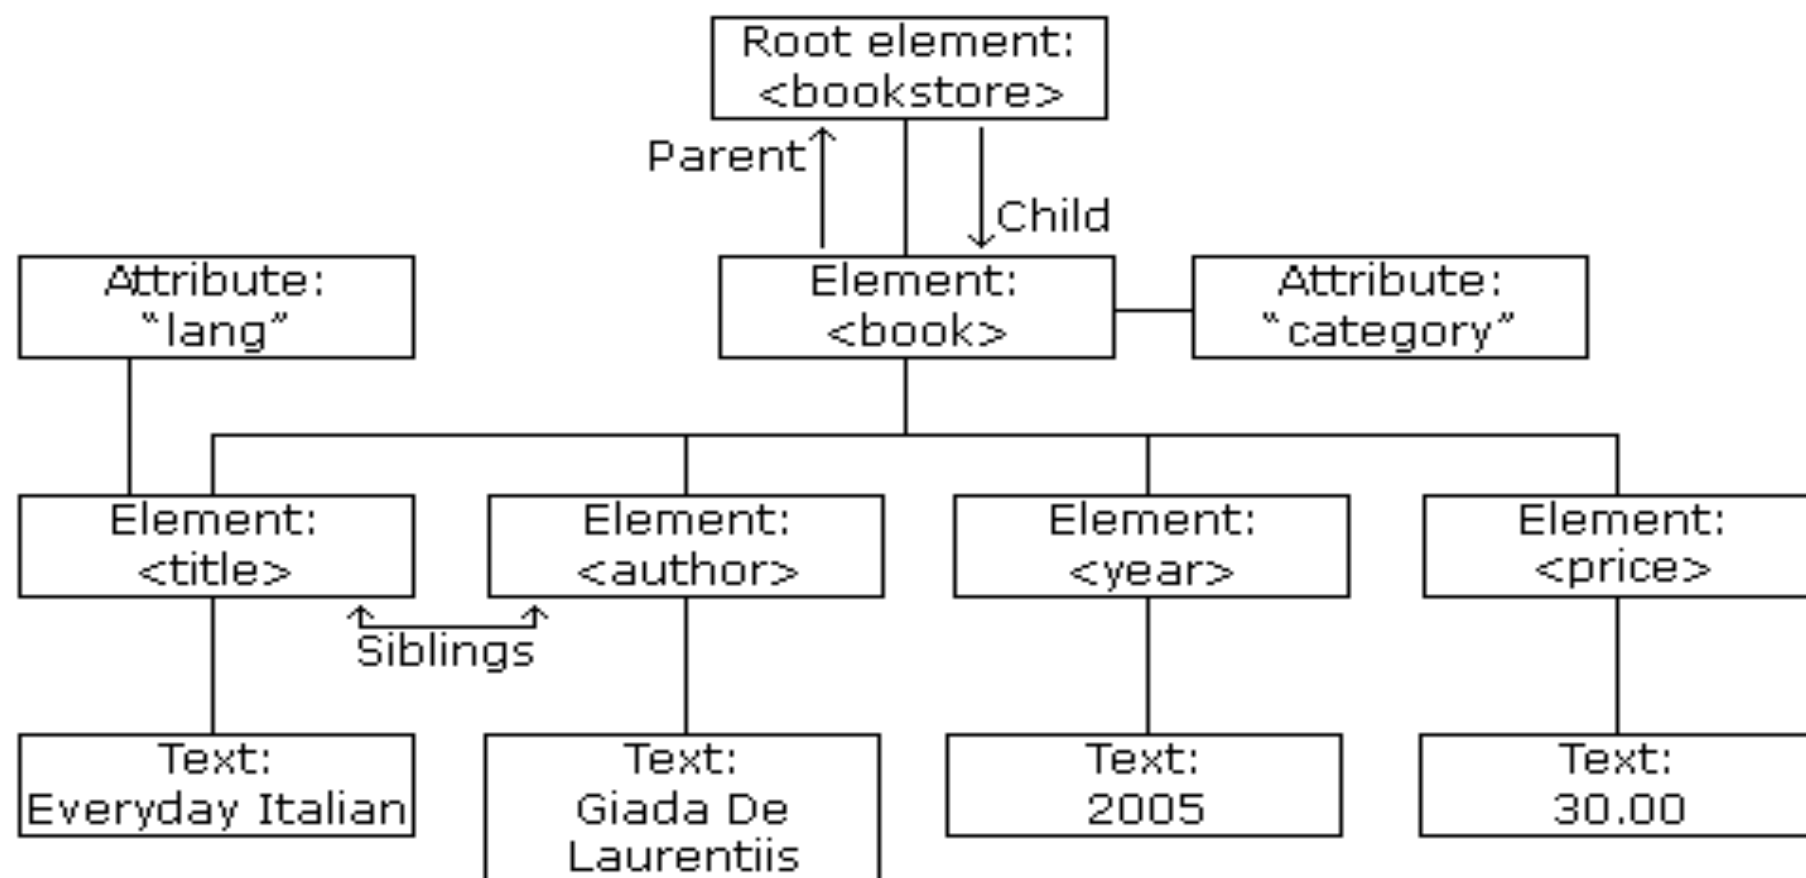 Root element:
<bookstore>
Parent
Child
Attribute:
“lang”
Element:
<book>
Attribute:
“category”
Element:
<title>
Element:
<author>
Element:
<year>
Element:
<price>
Siblings
Text:
Everyday Italian
Text:
Giada De
Laurentiis
Text:
2005
Text:
30.00